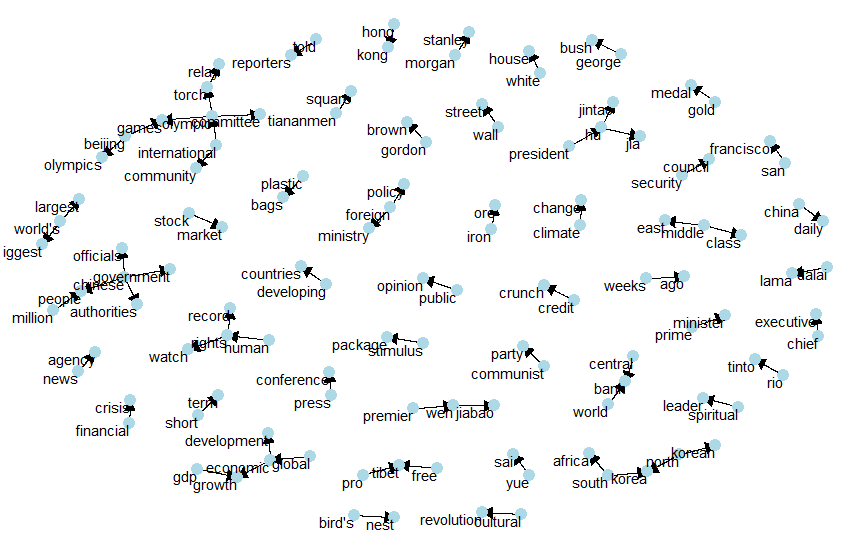 hong
kong
told
reporters
stanley
morgan
house
white
bush
george
relay
torch
games
olympic
committee
beijing
olympics
international
community
square
tiananmen
brown
gordon
street
wall
jintao
hu
jla
president
medal
gold
francisco
san
council
security
largest
world's
iggest
plastic
bags
policy
foreign
ministry
stock
market
ore
iron
change
climate
east
middle
class
china
daily
officials
government
chinese
people
million
authorities
countries
developing
opinion
public
crunch
credit
weeks
ago
lama
dalai
record
rights
watch
human
package
stimulus
party
communist
minister
prime
executive
chief
agency
news
conference
press
central
bank
world
tinto
rio
crisis
financial
term
short
premier
wen
jiabao
leader
spiritual
development
economic
global
gdp
growth
pro
tibet
free
sai
yue
africa
south
korea
north
korean
bird's
nest
revolution
cultural